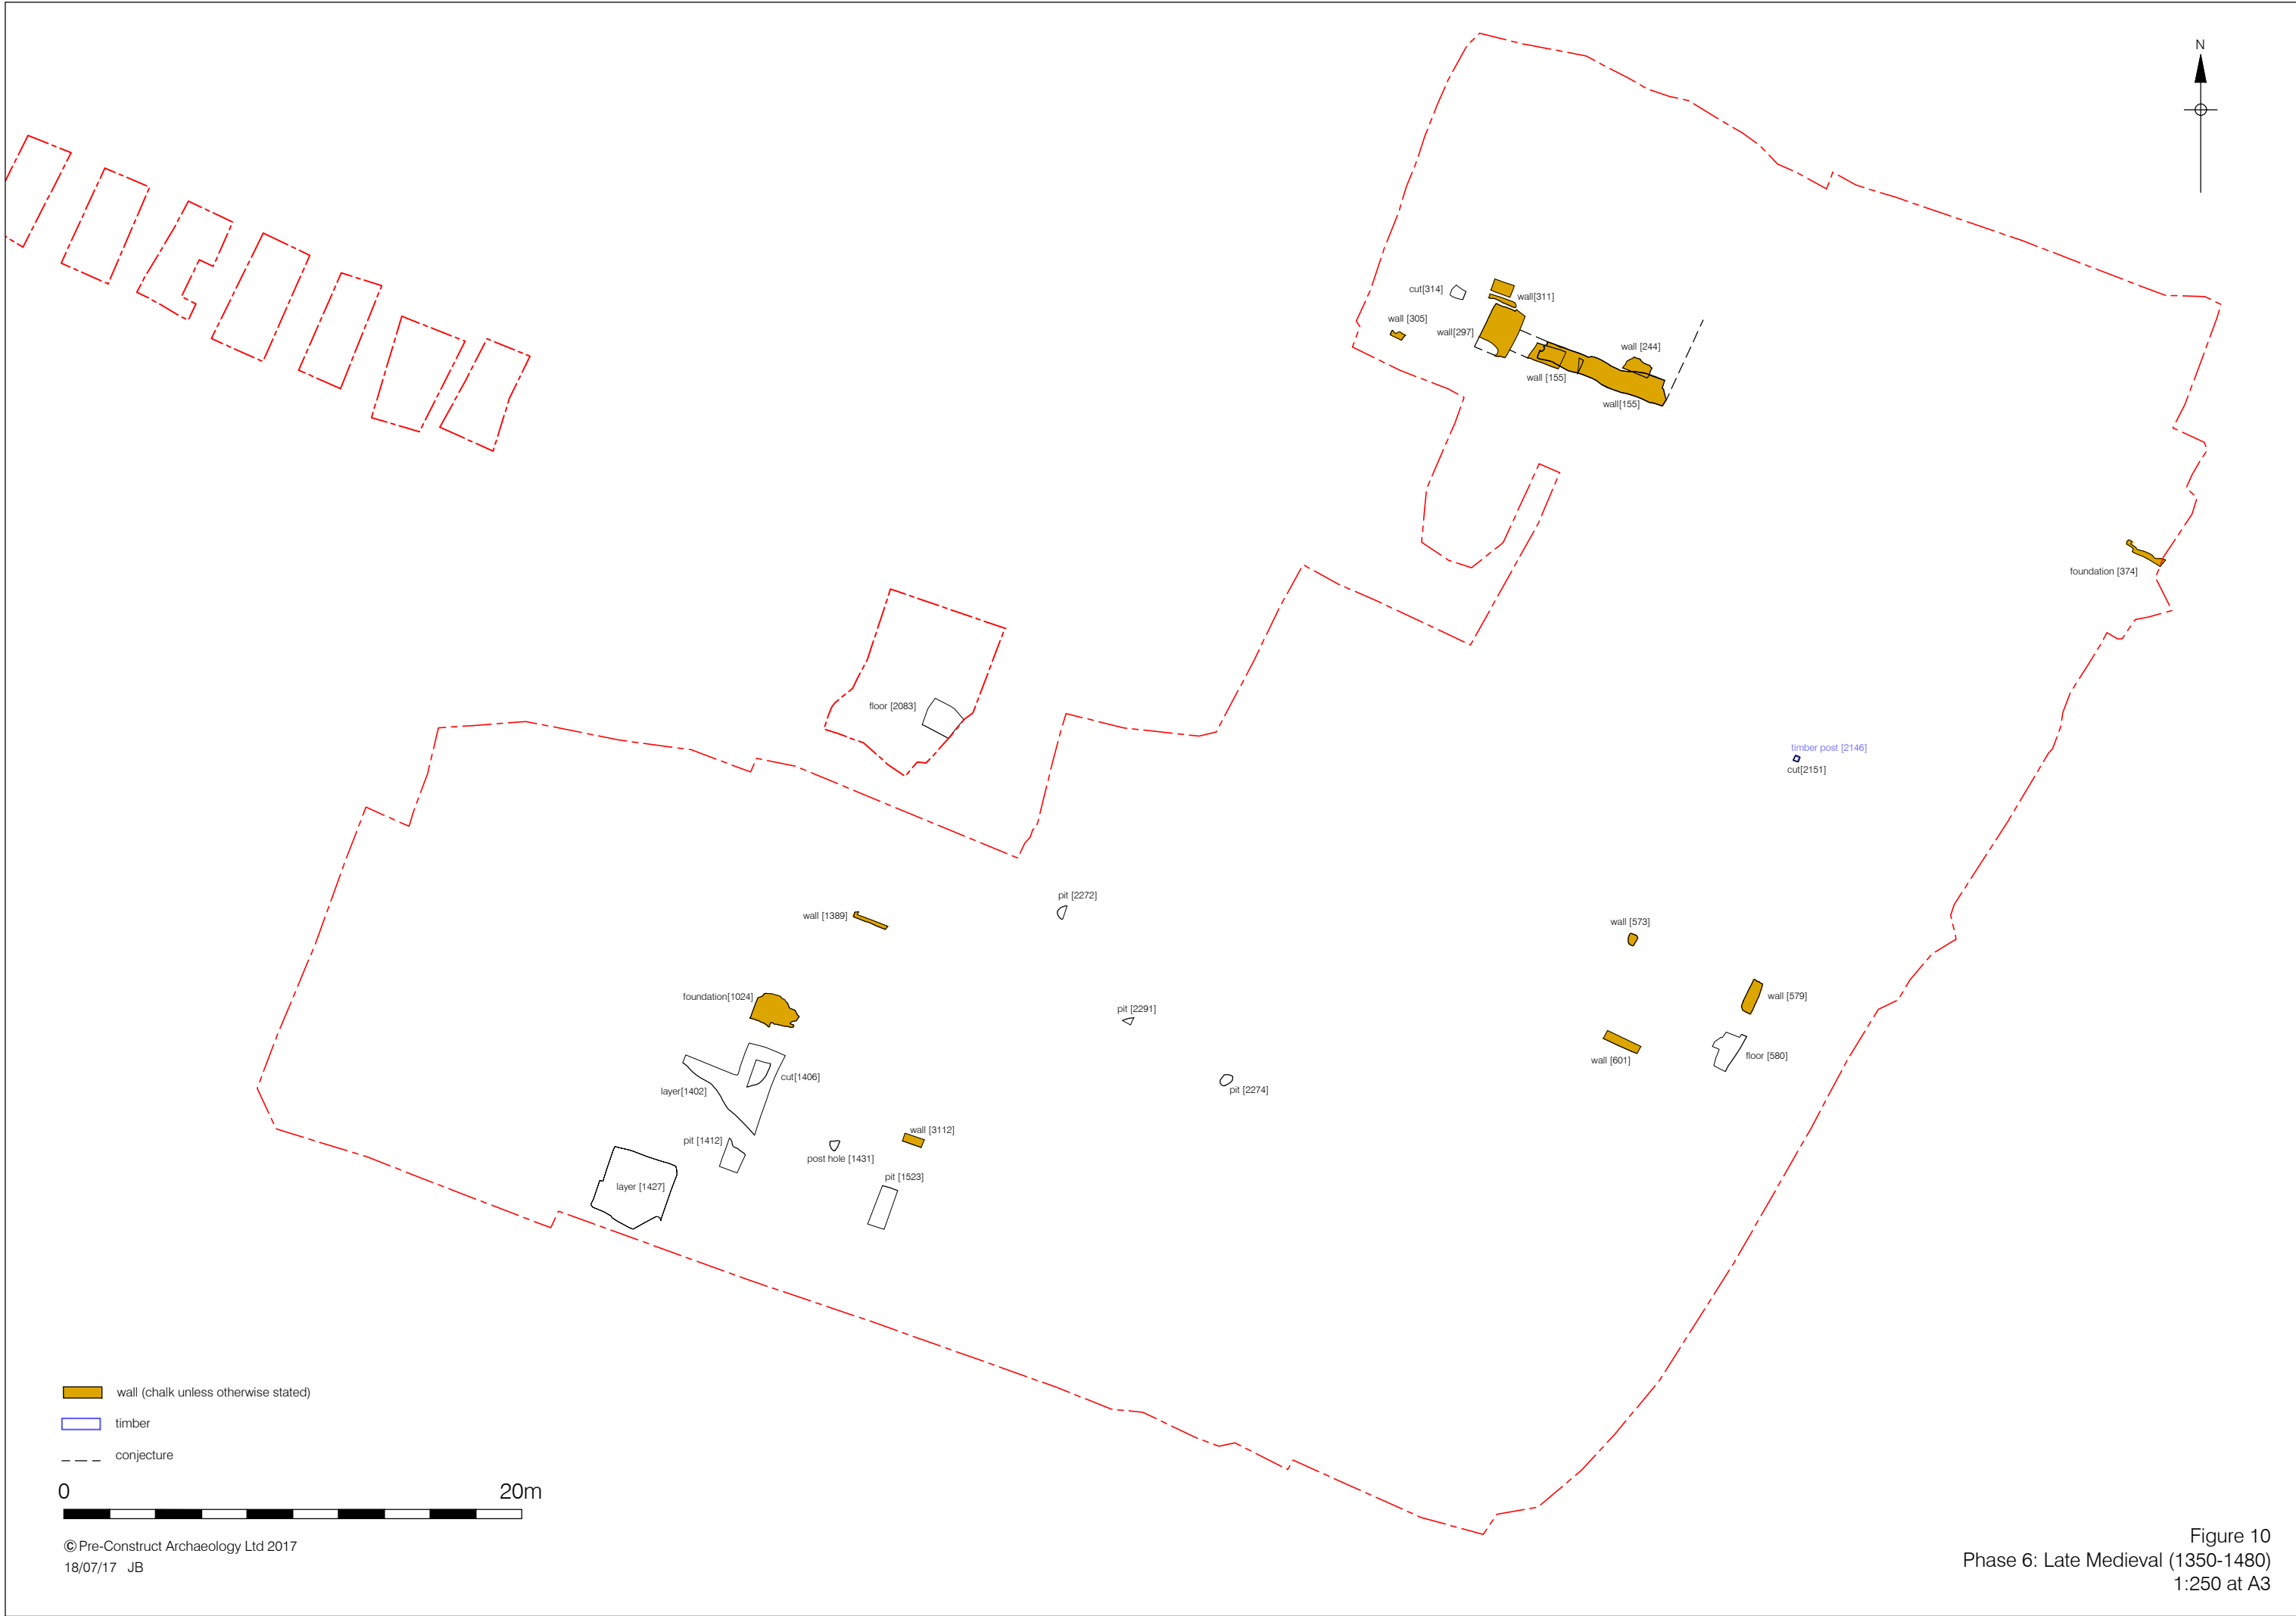 N
cut[314]
wall[311]
wall [305]
wall[297]
wall [244]
wall [155]
wall[155]
foundation [374]
floor [2083]
timber post [2146]
cut[2151]
pit [2272]
wall [1389]
wall [573]
foundation[1024]
wall [579]
pit [2291]
wall [601]
floor [580]
cut[1406]
layer[1402]
pit [2274]
wall [3112]
pit [1412]
post hole [1431]
pit [1523]
layer [1427]
wall (chalk unless otherwise stated)
timber
conjecture
0 20m
© Pre-Construct Archaeology Ltd 2017
18/07/17 JB
Figure 10
Phase 6: Late Medieval (1350-1480)
1:250 at A3